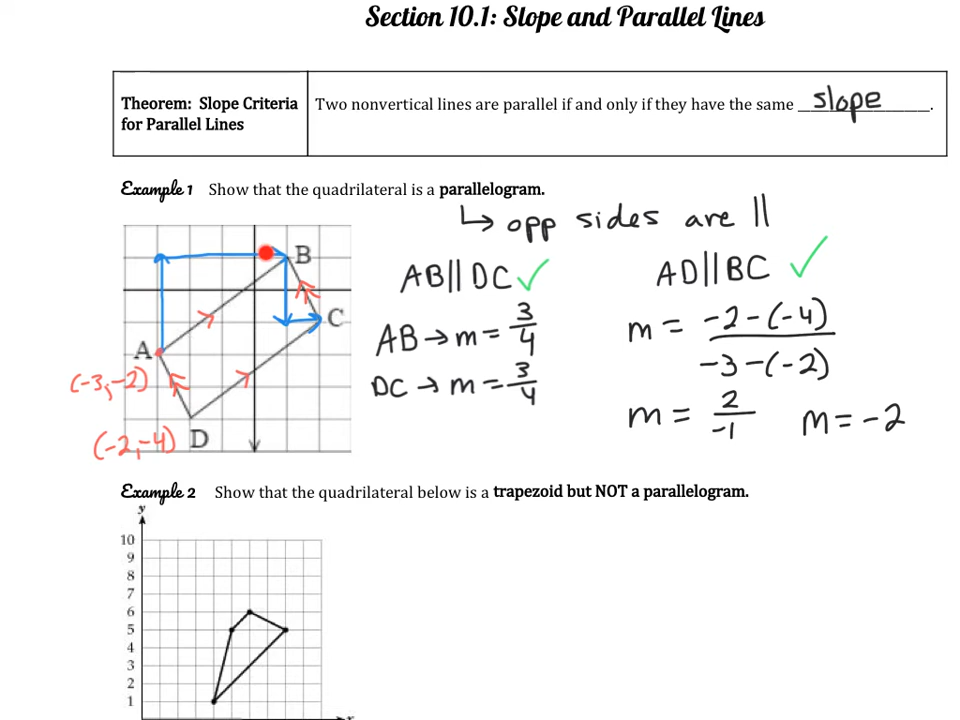 Section 10.1: Slope and Parallel Lines
Theorem: Slope Criteria for Parallel Lines
Two nonvertical lines are parallel if and only if they have the same slope.
Example 1 Show that the quadrilateral is a parallelogram.
↳ opp sides are ||
AB || DC ✓
AD || BC ✓
AB → m = 3/4
DC → m = 3/4
m = -2-(-4) / -3-(-2)
m = 2/-1
m = -2
B
C
A
(-3,-2)
(-2,-4)
D
Example 2 Show that the quadrilateral below is a trapezoid but NOT a parallelogram.
y
10
9
8
7
6
5
4
3
2
1